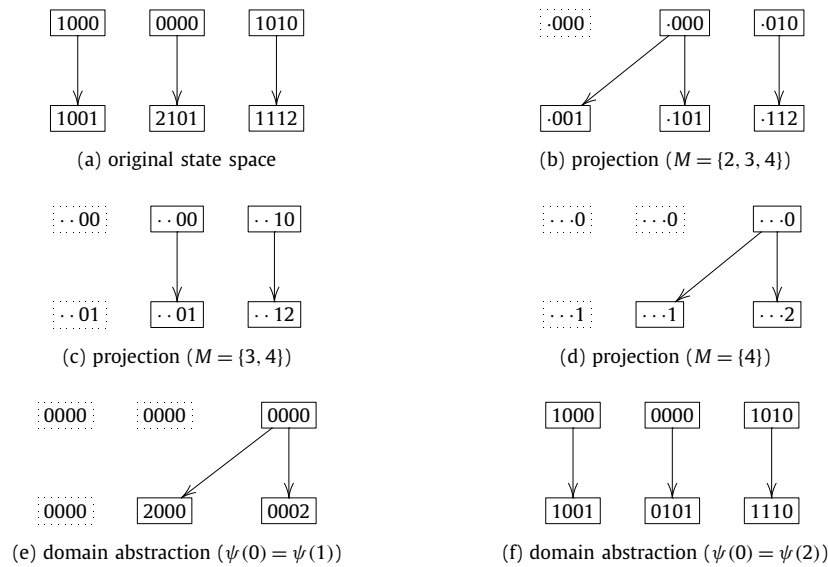 1000 0000 1010 ·000 ·000 ·010
1001 2101 1112 ·001 ·101 ·112
(a) original state space (b) projection (M = {2, 3, 4})
··00 ··00 ··10 ···0 ···0 ···0
··01 ··01 ··12 ···1 ···1 ···2
(c) projection (M = {3, 4}) (d) projection (M = {4})
0000 0000 0000 1000 0000 1010
0000 2000 0002 1001 0101 1110
(e) domain abstraction (ψ(0) = ψ(1)) (f) domain abstraction (ψ(0) = ψ(2))